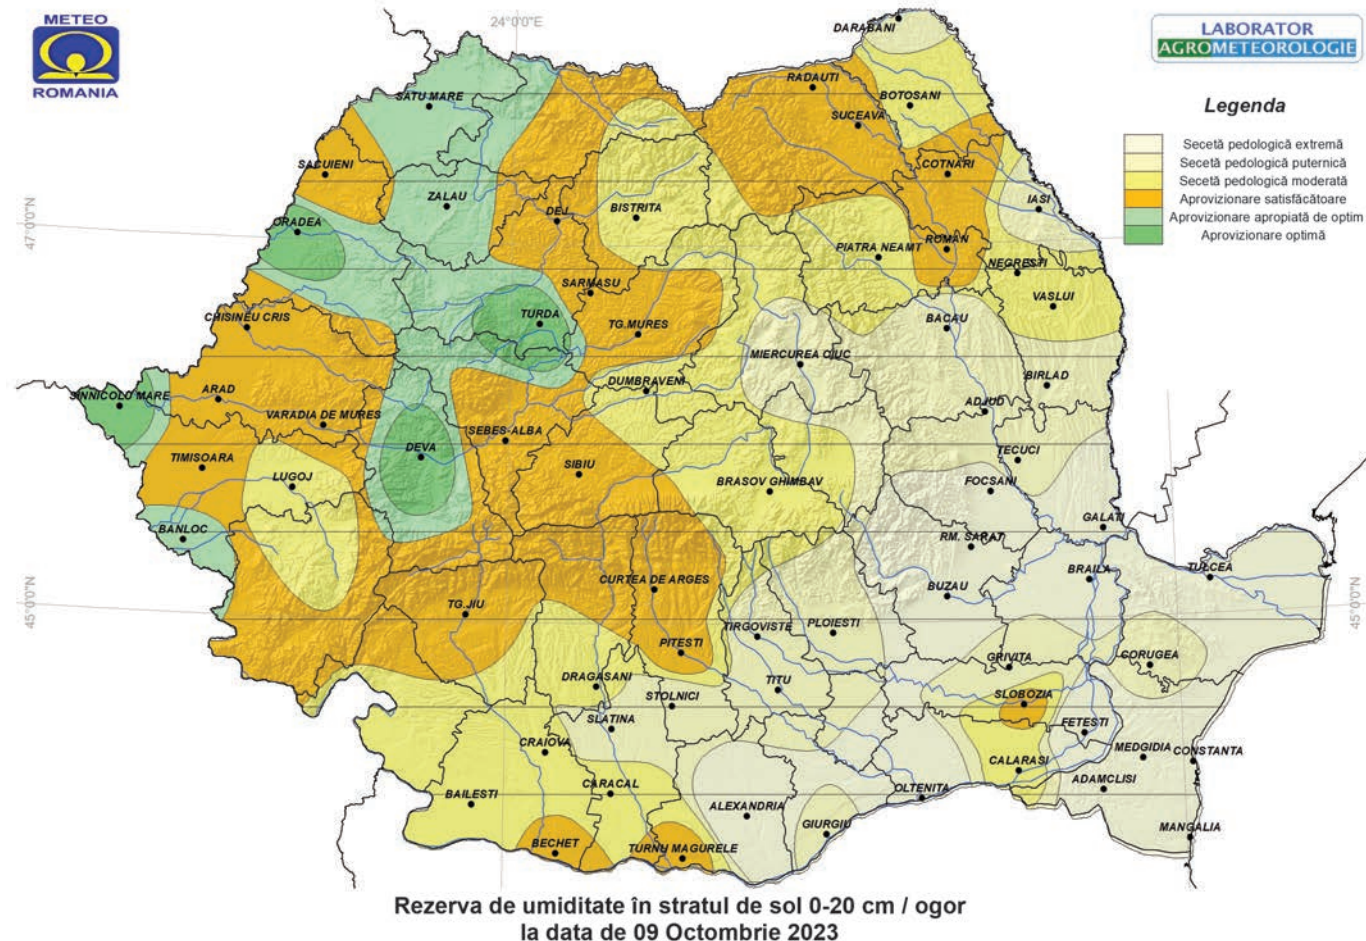 METEO
ROMANIA
24°0'0"E
LABORATOR
AGROMETEOROLOGIE
Legenda
Secetă pedologică extremă
Secetă pedologică puternică
Secetă pedologică moderată
Aprovizionare satisfăcătoare
Aprovizionare apropiată de optim
Aprovizionare optimă
47°0'0"N
45°0'0"N
45°0'0"N
DARABANI
RADAUTI
BOTOSANI
SATU MARE
SUCEAVA
SACUIENI
COTNARI
ZALAU
IASI
DEJ
BISTRITA
ORADEA
ROMAN
PIATRA NEAMT
NEGRESTI
SARMASU
VASLUI
CHISINEU CRIS
TURDA
TG.MURES
BACAU
MIERCUREA CIUC
DUMBRAVENI
BIRLAD
SINNICOLU MARE
ARAD
VARADIA DE MURES
ADJUD
SEBES-ALBA
DEVA
TECUCI
TIMISOARA
LUGOJ
SIBIU
BRASOV GHIMBAV
FOCSANI
BANLOC
GALATI
RM. SARAT
CURTEA DE ARGES
BUZAU
BRAILA
TULCEA
TG.JIU
TIRGOVISTE
PLOIESTI
PITESTI
GRIVITA
CORUGEA
DRAGASANI
STOLNICI
TITU
SLOBOZIA
SLATINA
FETESTI
CRAIOVA
MEDGIDIA
CONSTANTA
CALARASI
ADAMCLISI
BAILESTI
CARACAL
OLTENITA
ALEXANDRIA
GIURGIU
MANGALIA
BECHET
TURNU MAGURELE
Rezerva de umiditate în stratul de sol 0-20 cm / ogor
la data de 09 Octombrie 2023